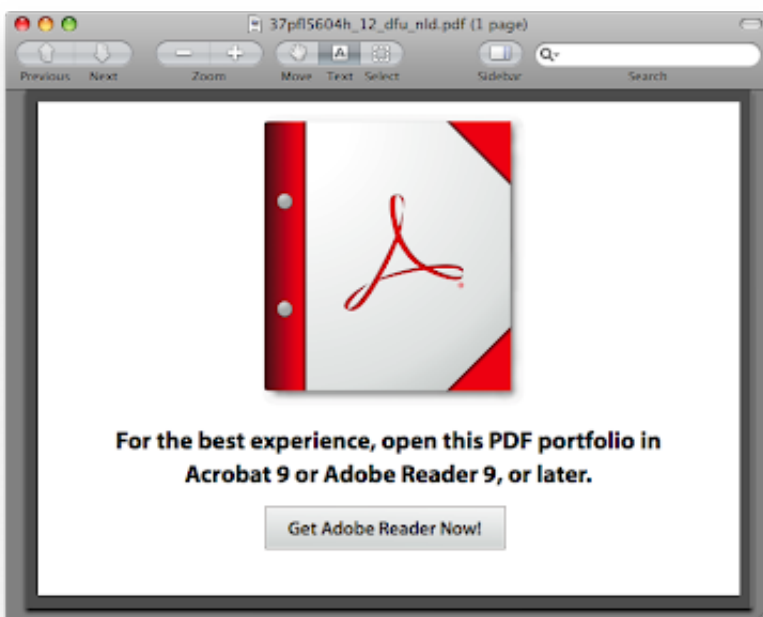 37pfl5604h_12_dfu_nld.pdf (1 page)
Previous Next Zoom Move Text Select Sidebar Search
For the best experience, open this PDF portfolio in
Acrobat 9 or Adobe Reader 9, or later.
Get Adobe Reader Now!